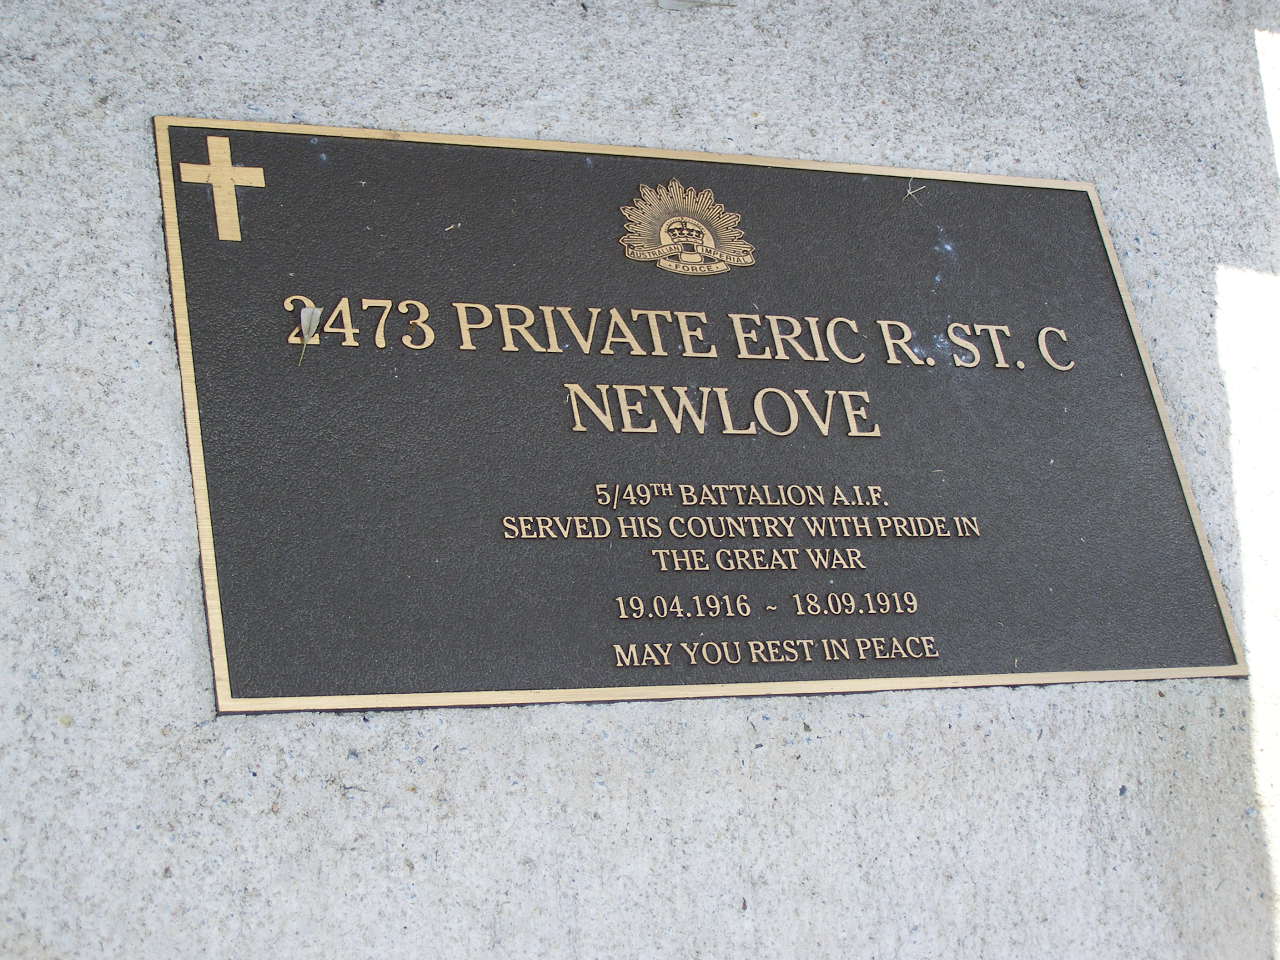 AUSTRALIAN IMPERIAL
FORCE
2473 PRIVATE ERIC R. ST. C
NEWLOVE
5/49TH BATTALION A.I.F.
SERVED HIS COUNTRY WITH PRIDE IN
THE GREAT WAR
19.04.1916 ~ 18.09.1919
MAY YOU REST IN PEACE